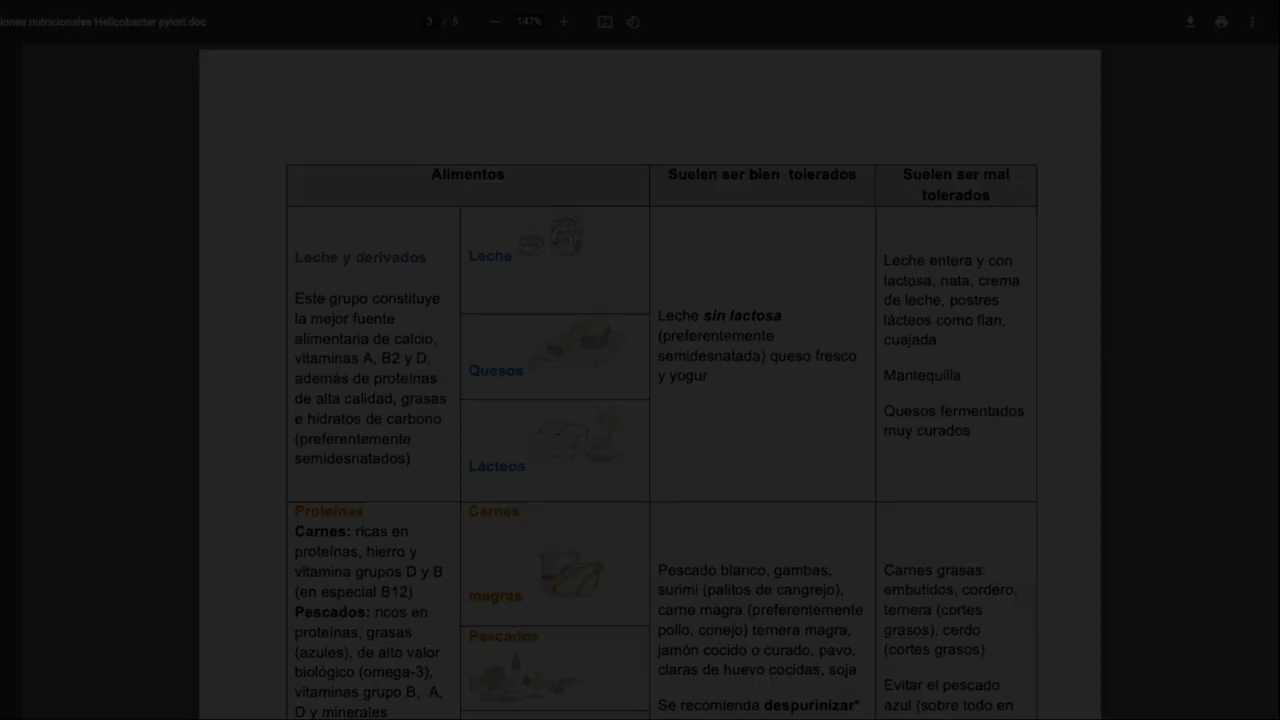 iones nutricionales Helicobacter pylori.doc
3 / 5
147%
Alimentos
Suelen ser bien tolerados
Suelen ser mal
tolerados
Leche y derivados
Este grupo constituye
la mejor fuente
alimentaria de calcio,
vitaminas A, B2 y D,
además de proteínas
de alta calidad, grasas
e hidratos de carbono
(preferentemente
semidesnatados)
Leche
Quesos
Lácteos
Leche sin lactosa
(preferentemente
semidesnatada) queso fresco
y yogur
Leche entera y con
lactosa, nata, crema
de leche, postres
lácteos como flan,
cuajada
Mantequilla
Quesos fermentados
muy curados
Proteínas
Carnes: ricas en
proteínas, hierro y
vitamina grupos D y B
(en especial B12)
Pescados: ricos en
proteínas, grasas
(azules), de alto valor
biológico (omega-3),
vitaminas grupo B, A,
D y minerales
Carnes
magras
Pescados
Pescado blanco, gambas,
surimi (palitos de cangrejo),
carne magra (preferentemente
pollo, conejo) ternera magra,
jamón cocido o curado, pavo,
claras de huevo cocidas, soja
Se recomienda despurinizar*
Carnes grasas:
embutidos, cordero,
ternera (cortes
grasos), cerdo
(cortes grasos)
Evitar el pescado
azul (sobre todo en